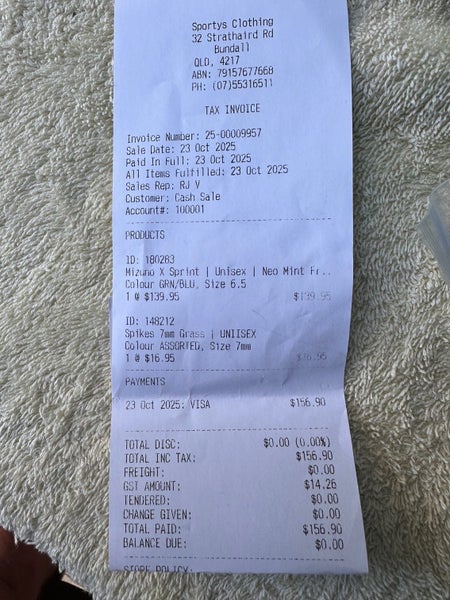 Sportys Clothing
32 Strathaird Rd
Bundall
QLD, 4217
ABN: 79157677668
PH: (07)55316511
TAX INVOICE
Invoice Number: 25-00009957
Sale Date: 23 Oct 2025
Paid In Full: 23 Oct 2025
All Items Fulfilled: 23 Oct 2025
Sales Rep: RJ V
Customer: Cash Sale
Account#: 100001
PRODUCTS
ID: 180283
Mizuno X Sprint | Unisex | Neo Mint Fr...
Colour GRN/BLU, Size 6.5
1 @ $139.95 $139.95
ID: 148212
Spikes 7mm Grass | UNIISEX
Colour ASSORTED, Size 7mm
1 @ $16.95 $16.95
PAYMENTS
23 Oct 2025: VISA $156.90
TOTAL DISC: $0.00 (0.00%)
TOTAL INC TAX: $156.90
FREIGHT: $0.00
GST AMOUNT: $14.26
TENDERED: $0.00
CHANGE GIVEN: $0.00
TOTAL PAID: $156.90
BALANCE DUE: $0.00
STORE POLICY: